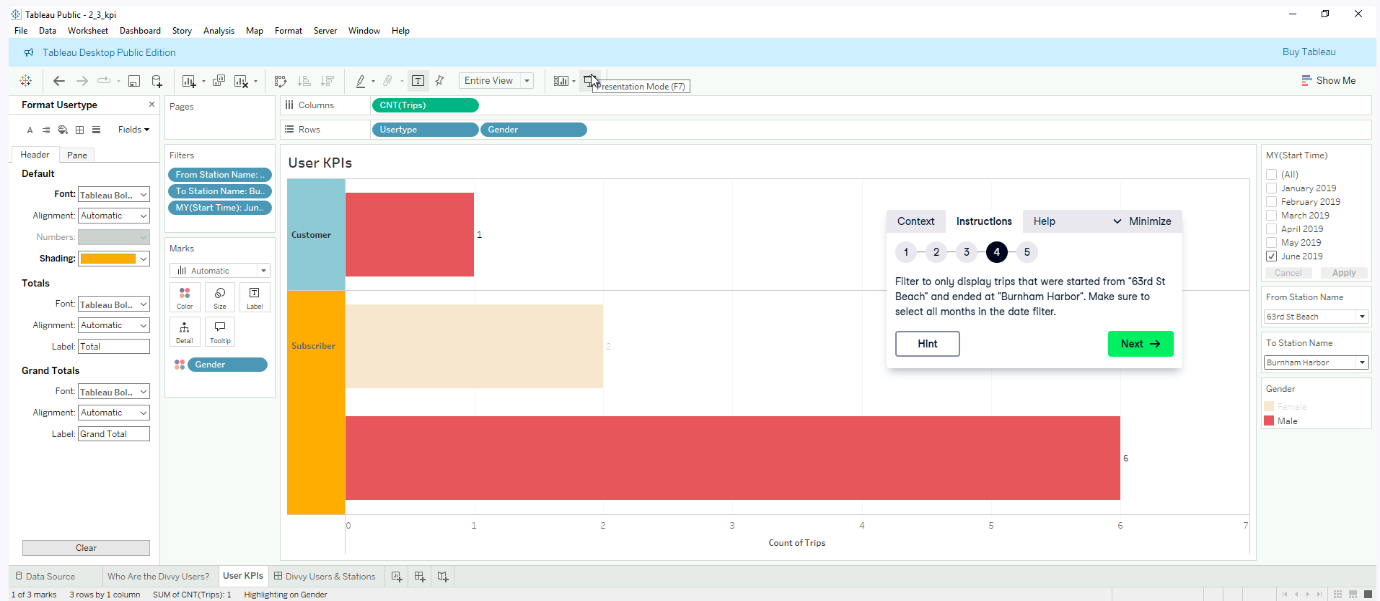 Tableau Public - 2_3_kpi
File Data Worksheet Dashboard Story Analysis Map Format Server Window Help
Tableau Desktop Public Edition
Buy Tableau
Entire View
Show Me
Presentation Mode (F7)
Format Usertype
Fields
Header Pane
Default
Font: Tableau Bol..
Alignment: Automatic
Numbers:
Shading:
Totals
Font: Tableau Bol..
Alignment: Automatic
Label: Total
Grand Totals
Font: Tableau Bol..
Alignment: Automatic
Label: Grand Total
Clear
Pages
Filters
From Station Name: ..
To Station Name: Bu..
MY(Start Time): Jun..
Marks
Automatic
Color Size Label
Detail Tooltip
Gender
Columns CNT(Trips)
Rows Usertype Gender
User KPIs
Customer
1
Subscriber
2
6
0 1 2 3 4 5 6 7
Count of Trips
Context Instructions Help Minimize
1 2 3 4 5
Filter to only display trips that were started from "63rd St
Beach" and ended at "Burnham Harbor". Make sure to
select all months in the date filter.
HInt
Next
MY(Start Time)
(All)
January 2019
February 2019
March 2019
April 2019
May 2019
June 2019
Cancel Apply
From Station Name
63rd St Beach
To Station Name
Burnham Harbor
Gender
Female
Male
Data Source Who Are the Divvy Users? User KPIs Divvy Users & Stations
1 of 3 marks 3 rows by 1 column SUM of CNT(Trips): 1 Highlighting on Gender